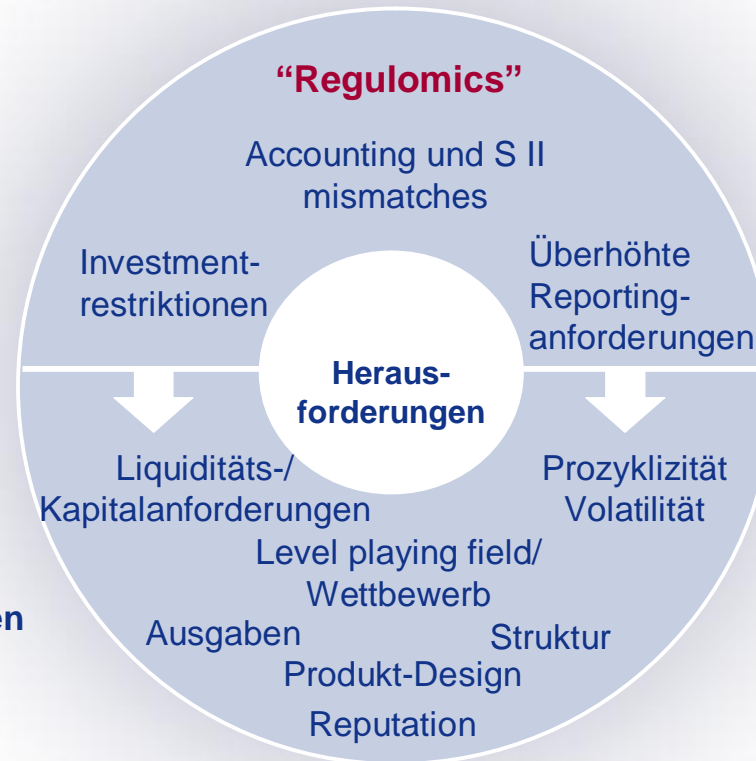 “Regulomics”
Accounting und S II
mismatches
Investment-
restriktionen
Überhöhte
Reporting-
anforderungen
Heraus-
forderungen
Liquiditäts-/
Kapitalanforderungen
Prozyklizität
Volatilität
Level playing field/
Wettbewerb
en
Ausgaben
Struktur
Produkt-Design
Reputation